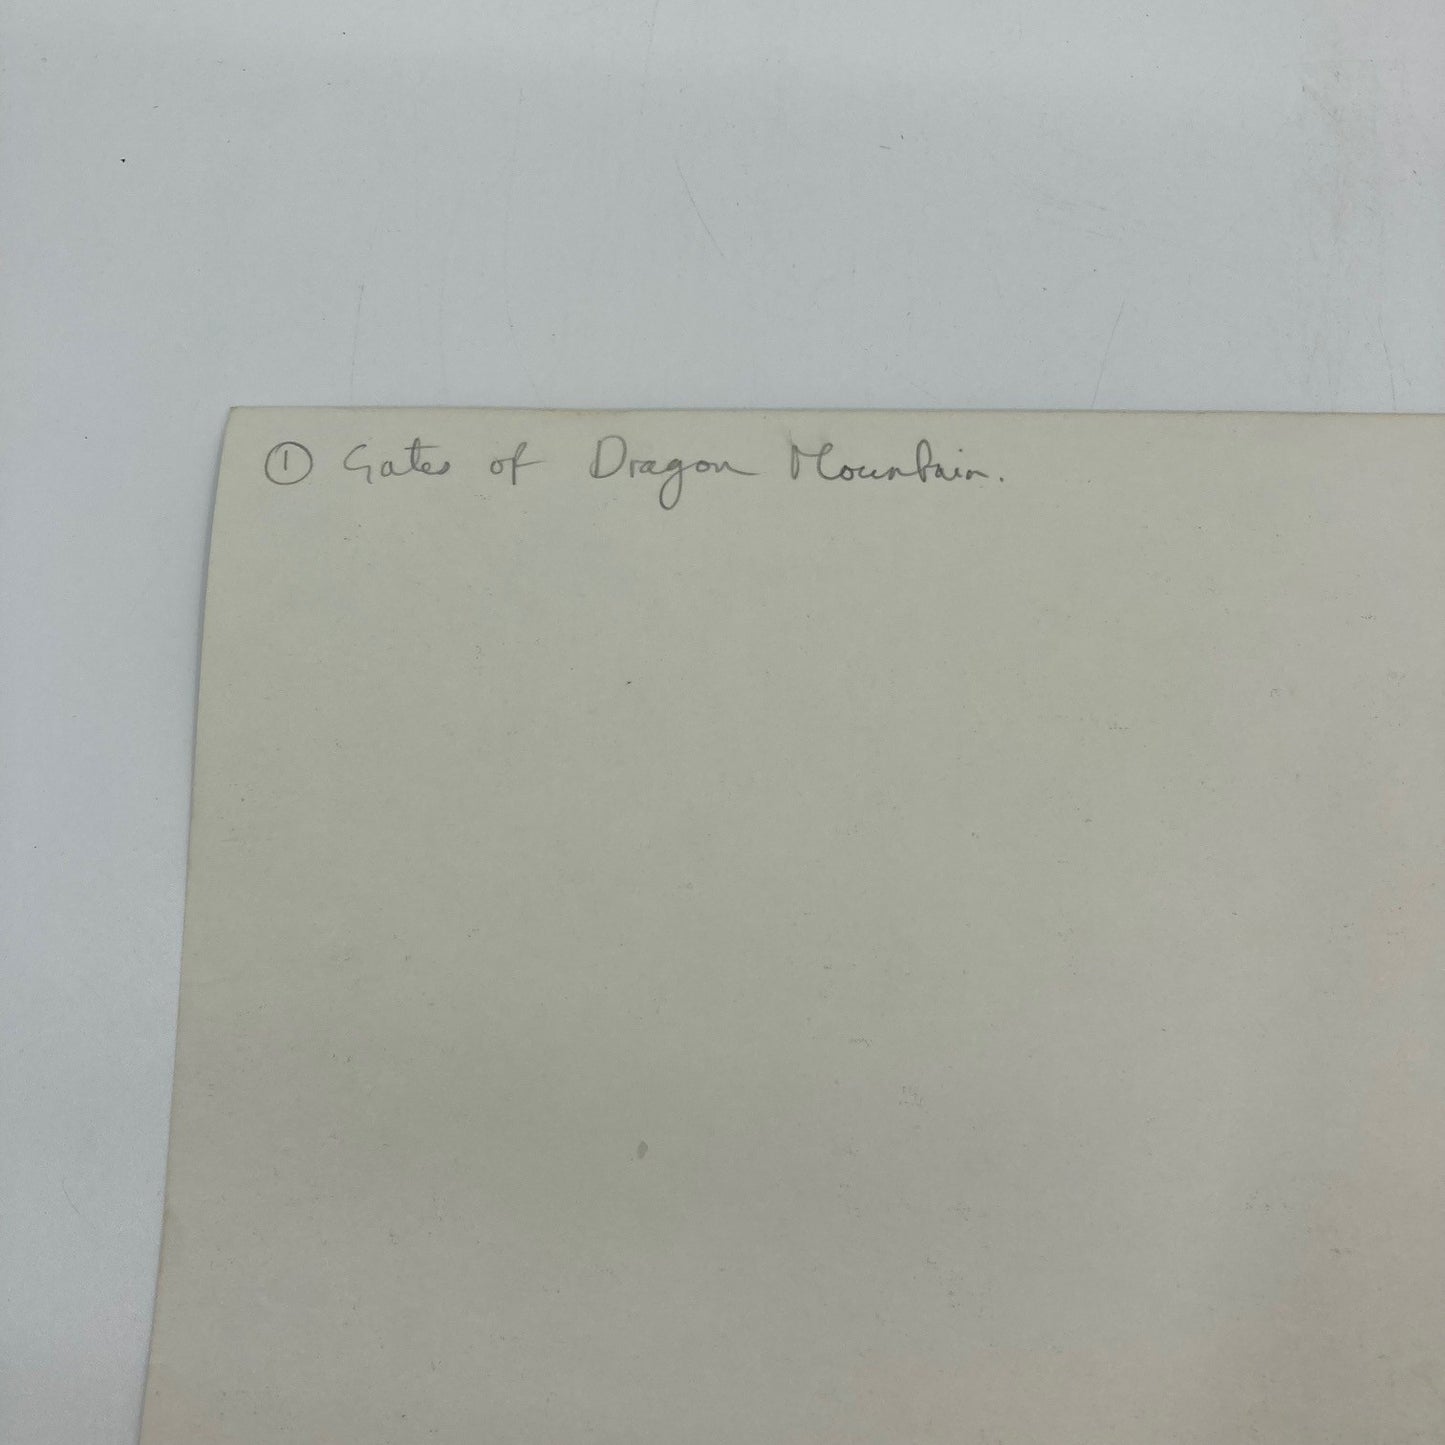 ① Gates of Dragon Mountain.